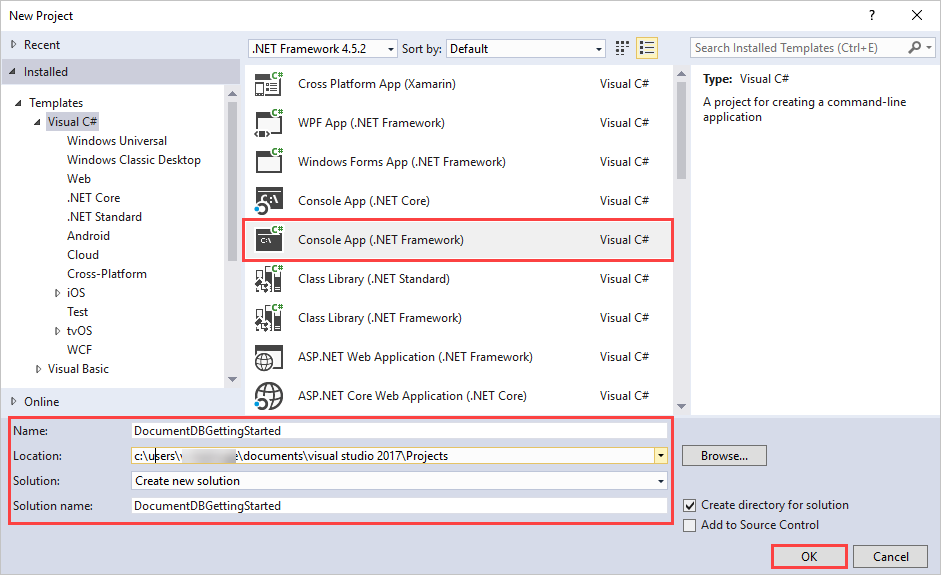 New Project
?
Recent
.NET Framework 4.5.2
Sort by:
Default
Search Installed Templates (Ctrl+E)
Installed
Templates
Visual C#
Windows Universal
Windows Classic Desktop
Web
.NET Core
.NET Standard
Android
Cloud
Cross-Platform
iOS
Test
tvOS
WCF
Visual Basic
Online
C#
Cross Platform App (Xamarin)
Visual C#
C#
WPF App (.NET Framework)
Visual C#
C#
Windows Forms App (.NET Framework)
Visual C#
C#
C:\
Console App (.NET Core)
Visual C#
C#
C:\
Console App (.NET Framework)
Visual C#
C#
Class Library (.NET Standard)
Visual C#
C#
Class Library (.NET Framework)
Visual C#
ASP.NET Web Application (.NET Framework)
Visual C#
ASP.NET Core Web Application (.NET Core)
Visual C#
Type: Visual C#
A project for creating a command-line
application
Name: DocumentDBGettingStarted
Location: c:\users\ e\documents\visual studio 2017\Projects
Browse...
Solution: Create new solution
Solution name: DocumentDBGettingStarted
Create directory for solution
Add to Source Control
OK
Cancel